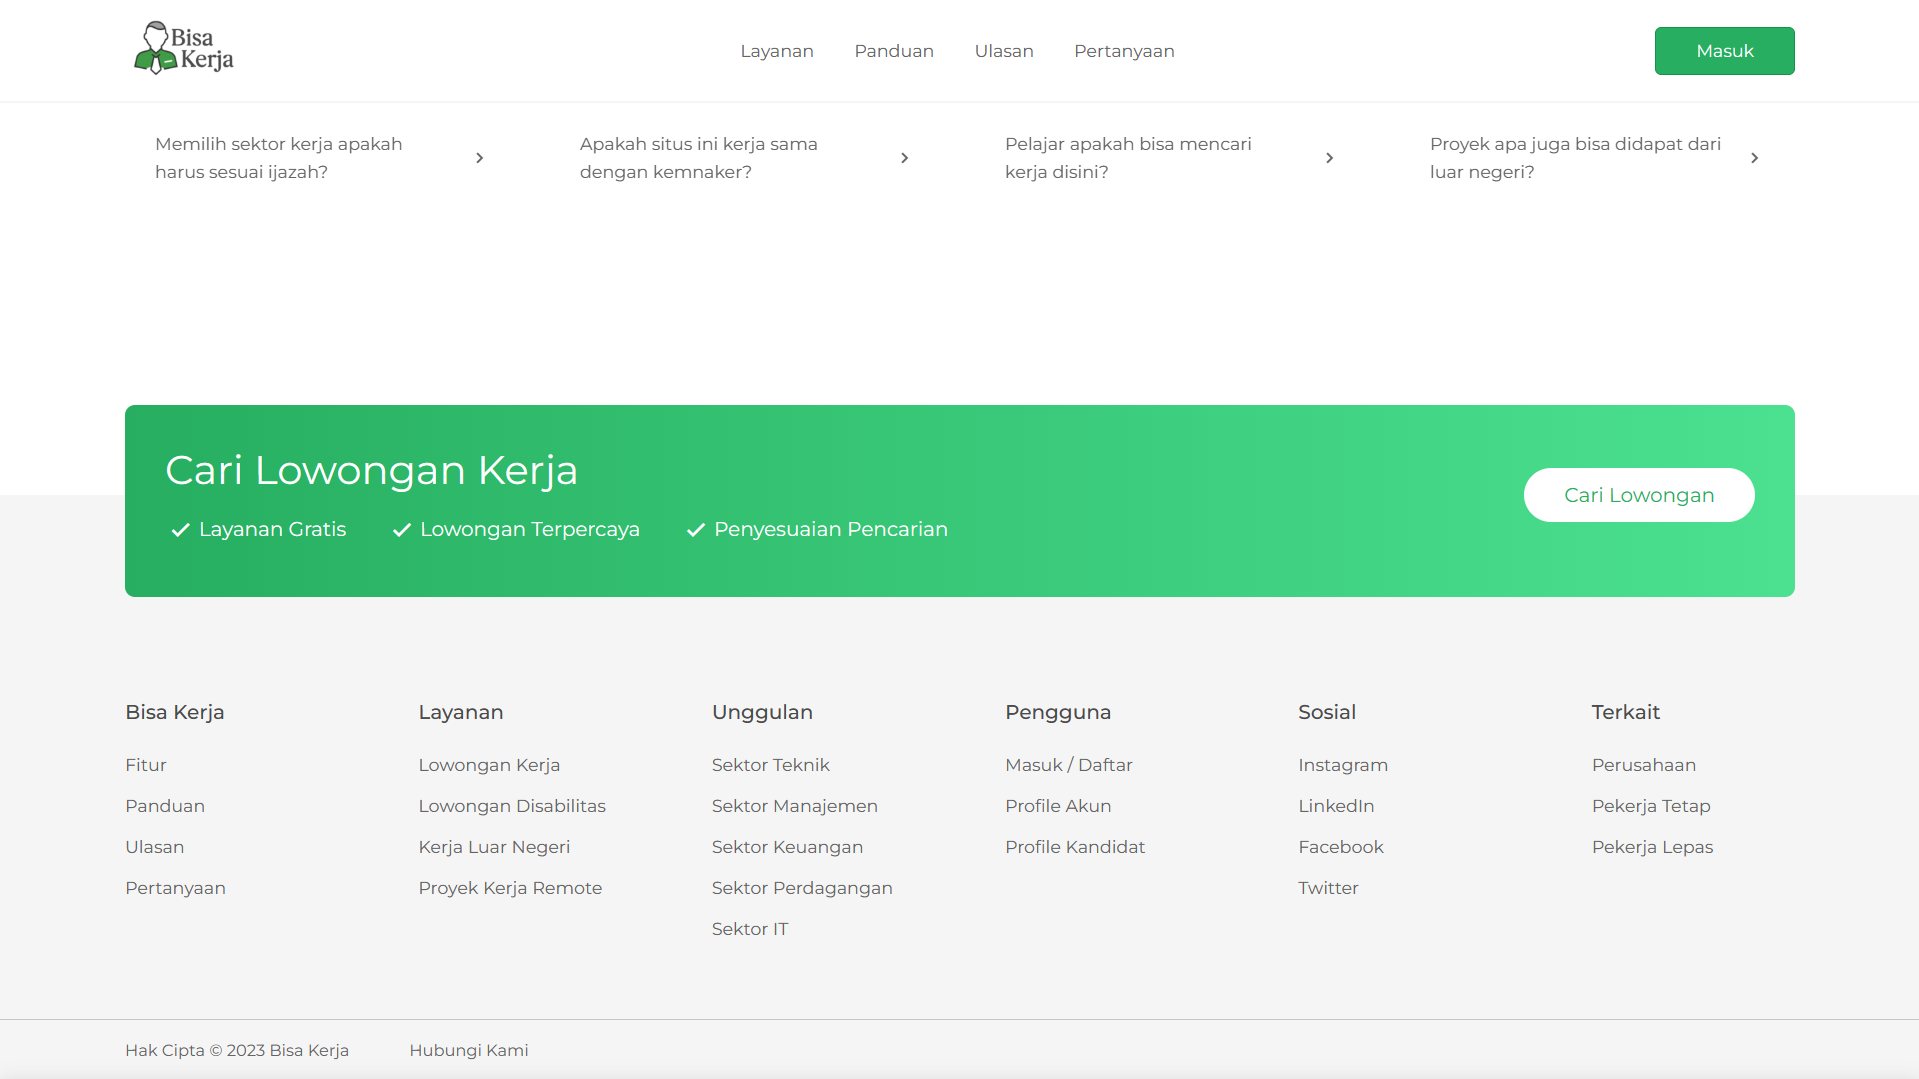 Bisa
Kerja
Layanan
Panduan
Ulasan
Pertanyaan
Masuk
Memilih sektor kerja apakah
harus sesuai ijazah?
Apakah situs ini kerja sama
dengan kemnaker?
Pelajar apakah bisa mencari
kerja disini?
Proyek apa juga bisa didapat dari
luar negeri?
Cari Lowongan Kerja
Layanan Gratis
Lowongan Terpercaya
Penyesuaian Pencarian
Cari Lowongan
Bisa Kerja
Fitur
Panduan
Ulasan
Pertanyaan
Layanan
Lowongan Kerja
Lowongan Disabilitas
Kerja Luar Negeri
Proyek Kerja Remote
Unggulan
Sektor Teknik
Sektor Manajemen
Sektor Keuangan
Sektor Perdagangan
Sektor IT
Pengguna
Masuk / Daftar
Profile Akun
Profile Kandidat
Sosial
Instagram
LinkedIn
Facebook
Twitter
Terkait
Perusahaan
Pekerja Tetap
Pekerja Lepas
Hak Cipta © 2023 Bisa Kerja
Hubungi Kami